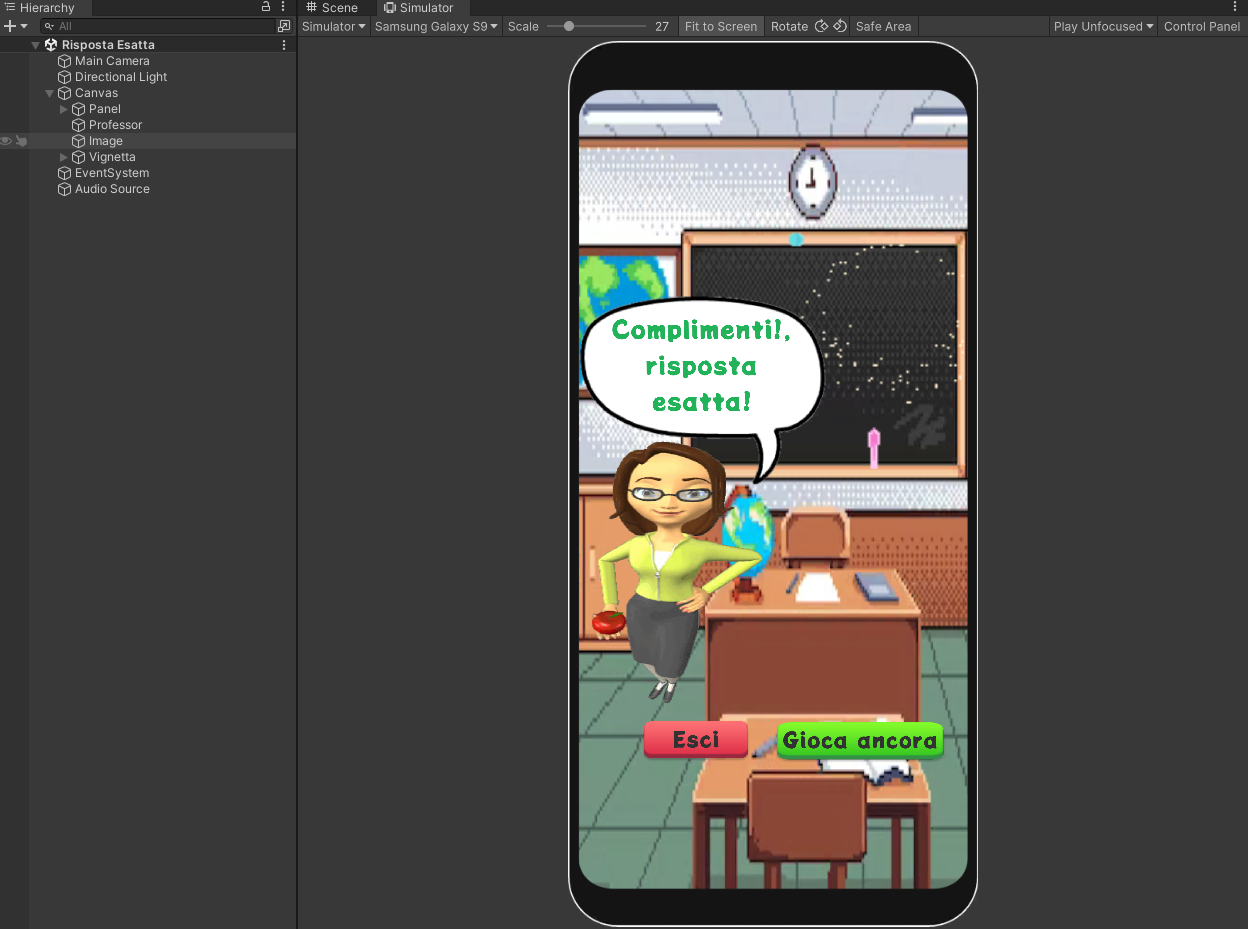 Hierarchy
Scene
Simulator
All
Simulator
Samsung Galaxy S9
Scale
27
Fit to Screen
Rotate
Safe Area
Play Unfocused
Control Panel
Risposta Esatta
Main Camera
Directional Light
Canvas
Panel
Professor
Image
Vignetta
EventSystem
Audio Source
Complimenti!,
risposta
esatta!
Esci
Gioca ancora